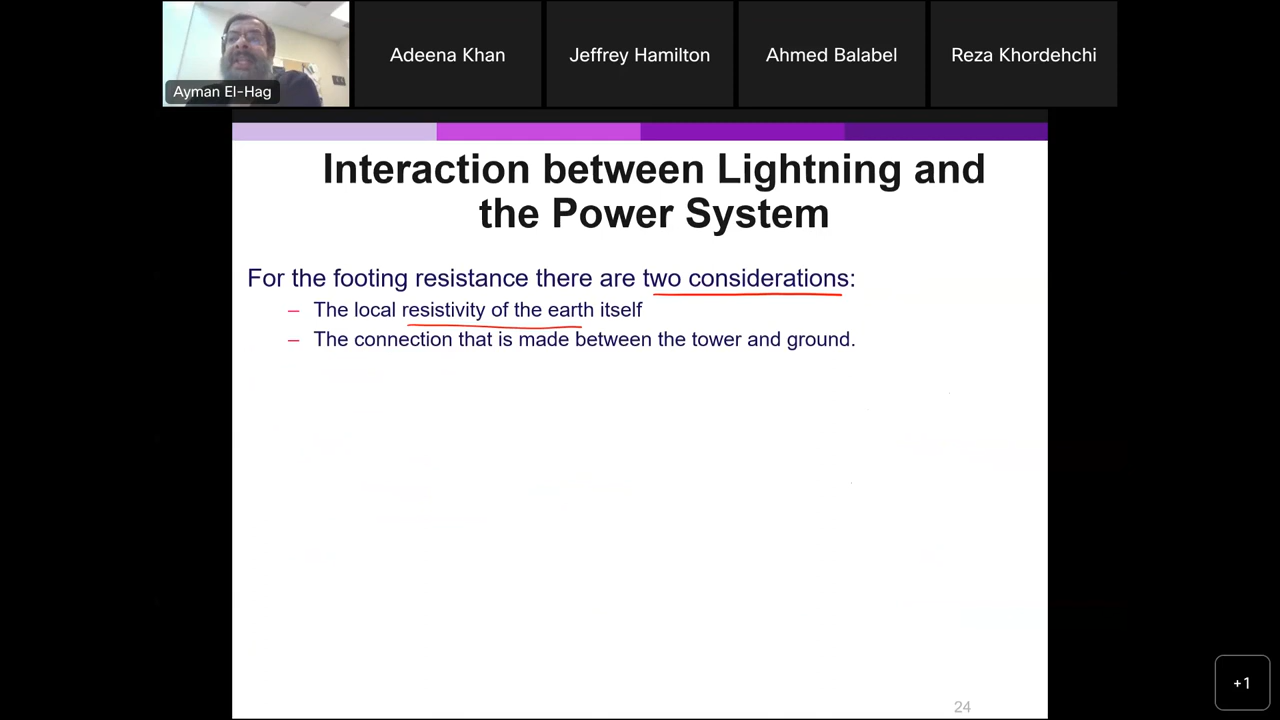 Ayman El-Hag
Adeena Khan
Jeffrey Hamilton
Ahmed Balabel
Reza Khordehchi
Interaction between Lightning and
the Power System
For the footing resistance there are two considerations:
– The local resistivity of the earth itself
– The connection that is made between the tower and ground.
24
+1